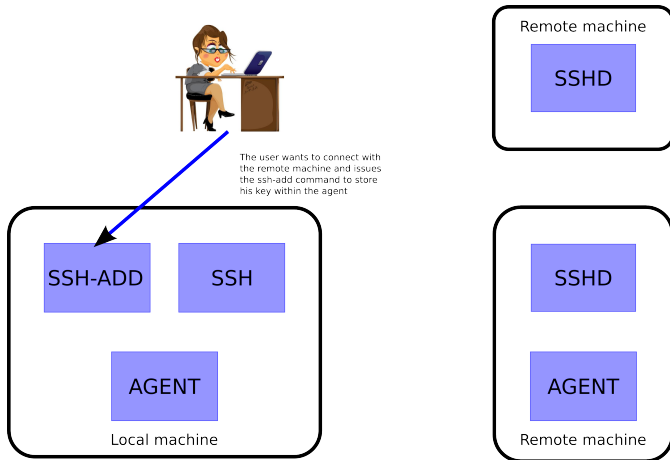 Remote machine
SSHD
The user wants to connect with
the remote machine and issues
the ssh-add command to store
his key within the agent
SSH-ADD
SSH
AGENT
Local machine
SSHD
AGENT
Remote machine